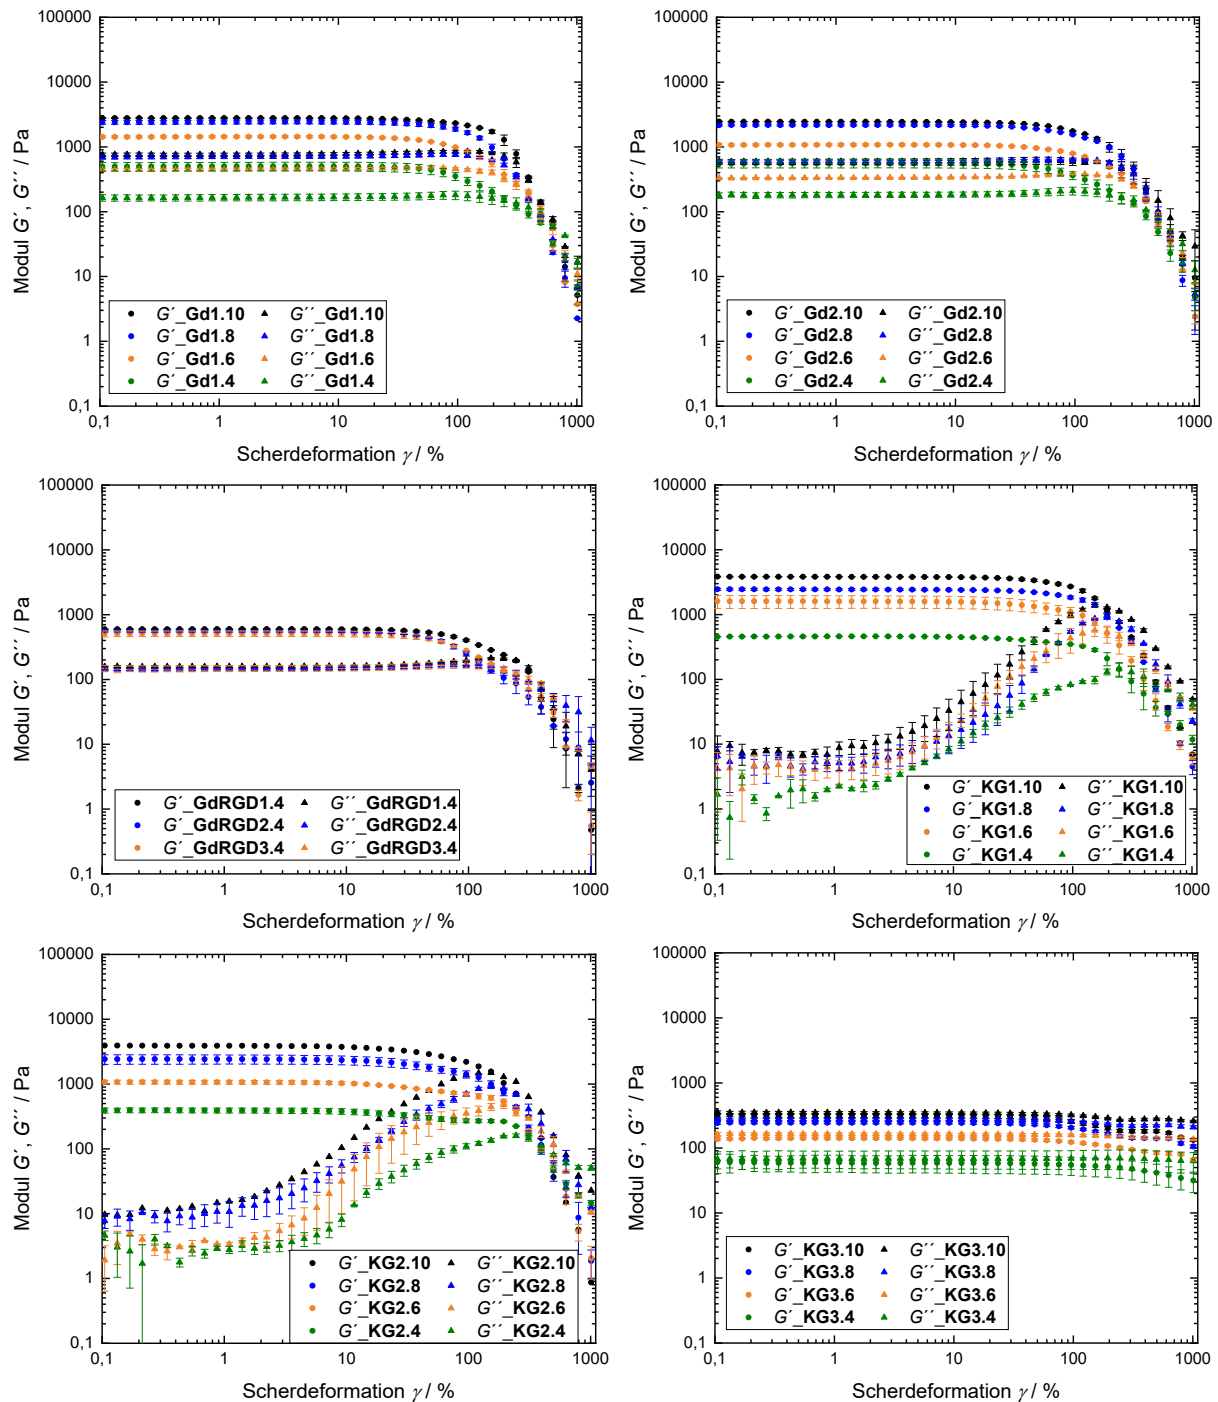 100000
10000
1000
100
10
1
0,1
Modul G´, G´´ / Pa
G´_Gd1.10 G´´_Gd1.10
G´_Gd1.8 G´´_Gd1.8
G´_Gd1.6 G´´_Gd1.6
G´_Gd1.4 G´´_Gd1.4
0,1 1 10 100 1000
Scherdeformation γ / %
100000
10000
1000
100
10
1
0,1
Modul G´, G´´ / Pa
G´_Gd2.10 G´´_Gd2.10
G´_Gd2.8 G´´_Gd2.8
G´_Gd2.6 G´´_Gd2.6
G´_Gd2.4 G´´_Gd2.4
0,1 1 10 100 1000
Scherdeformation γ / %
100000
10000
1000
100
10
1
0,1
Modul G´, G´´ / Pa
G´_GdRGD1.4 G´´_GdRGD1.4
G´_GdRGD2.4 G´´_GdRGD2.4
G´_GdRGD3.4 G´´_GdRGD3.4
0,1 1 10 100 1000
Scherdeformation γ / %
100000
10000
1000
100
10
1
0,1
Modul G´, G´´ / Pa
G´_KG1.10 G´´_KG1.10
G´_KG1.8 G´´_KG1.8
G´_KG1.6 G´´_KG1.6
G´_KG1.4 G´´_KG1.4
0,1 1 10 100 1000
Scherdeformation γ / %
100000
10000
1000
100
10
1
0,1
Modul G´, G´´ / Pa
G´_KG2.10 G´´_KG2.10
G´_KG2.8 G´´_KG2.8
G´_KG2.6 G´´_KG2.6
G´_KG2.4 G´´_KG2.4
0,1 1 10 100 1000
Scherdeformation γ / %
100000
10000
1000
100
10
1
0,1
Modul G´, G´´ / Pa
G´_KG3.10 G´´_KG3.10
G´_KG3.8 G´´_KG3.8
G´_KG3.6 G´´_KG3.6
G´_KG3.4 G´´_KG3.4
0,1 1 10 100 1000
Scherdeformation γ / %